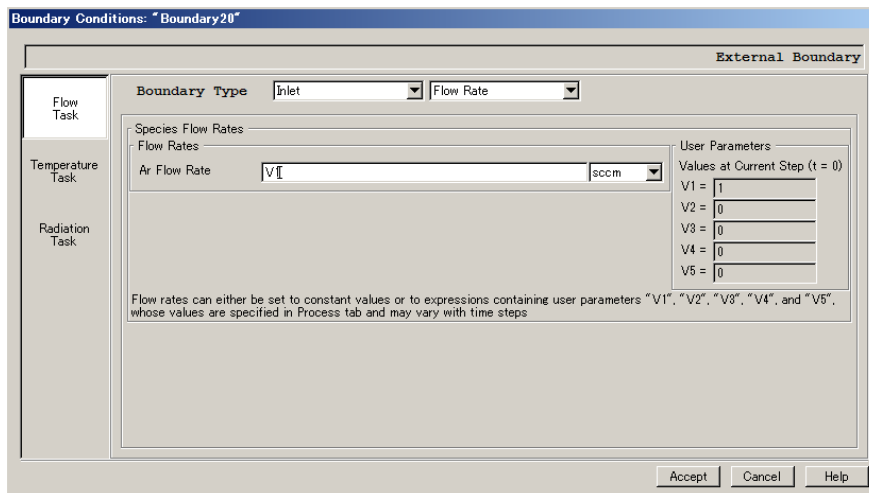 Boundary Conditions: "Boundary20"
External Boundary
Flow
Task
Temperature
Task
Radiation
Task
Boundary Type Inlet Flow Rate
Species Flow Rates
Flow Rates
Ar Flow Rate V1 sccm
User Parameters
Values at Current Step (t = 0)
V1 = 1
V2 = 0
V3 = 0
V4 = 0
V5 = 0
Flow rates can either be set to constant values or to expressions containing user parameters "V1", "V2", "V3", "V4", and "V5",
whose values are specified in Process tab and may vary with time steps
Accept Cancel Help